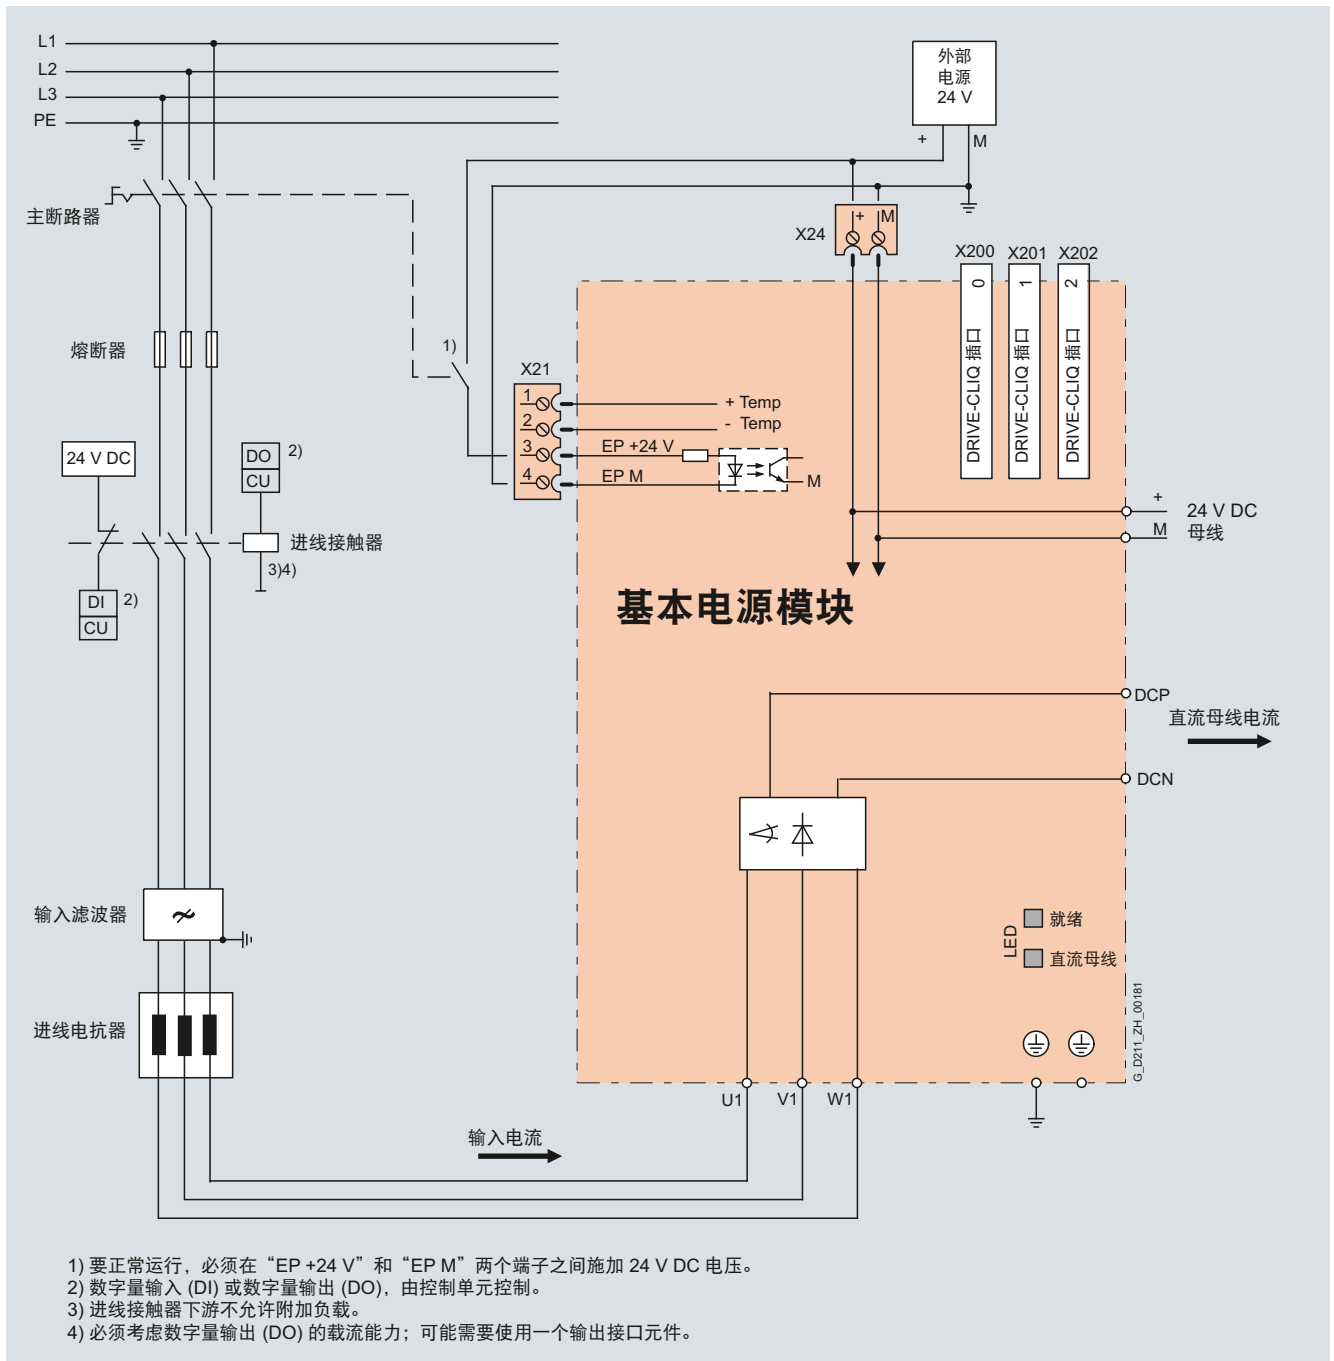 L1
L2
L3
PE
外部
电源
24 V
+
M
主断路器
X24
+
M
X200
X201
X202
0
1
2
DRIVE-CLIQ 插口
DRIVE-CLIQ 插口
DRIVE-CLIQ 插口
熔断器
1)
X21
1
2
3
4
+ Temp
- Temp
EP +24 V
EP M
M
24 V DC
DO
CU
2)
+
M
24 V DC
母线
进线接触器
3)4)
DI
CU
2)
基本电源模块
DCP
直流母线电流
DCN
输入滤波器
LED
就绪
直流母线
进线电抗器
G_D211_ZH_00181
U1
V1
W1
输入电流
1) 要正常运行，必须在“EP +24 V”和“EP M”两个端子之间施加 24 V DC 电压。
2) 数字量输入 (DI) 或数字量输出 (DO)，由控制单元控制。
3) 进线接触器下游不允许附加负载。
4) 必须考虑数字量输出 (DO) 的载流能力；可能需要使用一个输出接口元件。